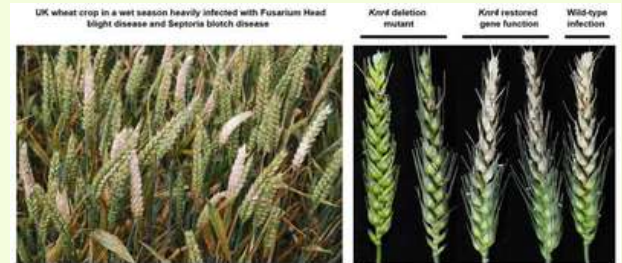 UK wheat crop in a wet season heavily infected with Fusarium Head
blight disease and Septoria blotch disease
Knr4 deletion
mutant
Knr4 restored
gene function
Wild-type
infection